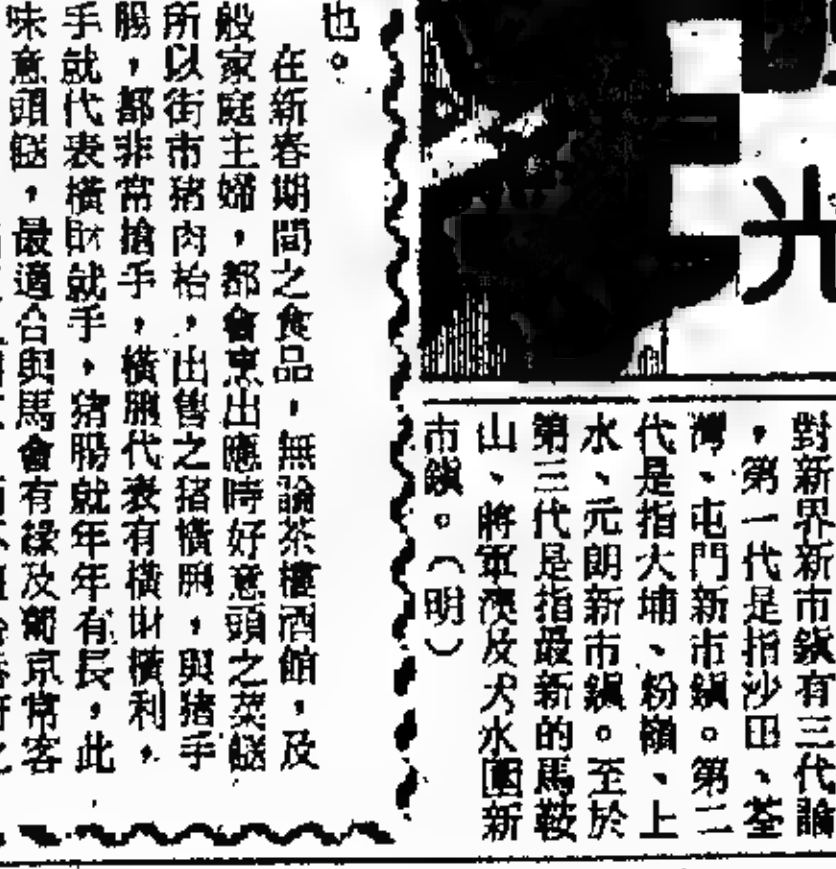 光
對新界新市鎮有三代論
，第一代是指沙田、荃
灣、屯門新市鎮。第二
代是指大埔、粉嶺、上
水、元朗新市鎮。至於
第三代是指最新的馬鞍
山、將軍澳及天水圍新
市鎮。（明）
也。
在新春期間之食品，無論茶樓酒館，及
般家庭主婦，都會烹出應時好意頭之菜餸
所以街市豬肉枱，出售之豬橫脷，與豬手
腸，都非常搶手，橫脷代表有橫財橫利，
手就代表橫財就手，豬腸就年年有長，此
味意頭餸，最適合與馬會有緣及葡京常客